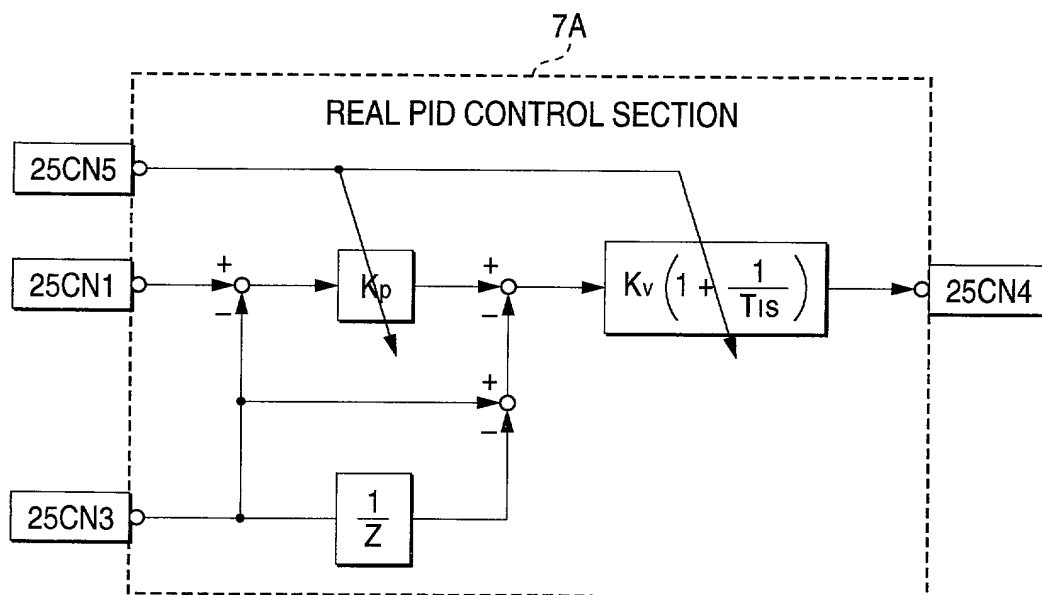 7A
REAL PID CONTROL SECTION
25CN5
25CN1
+
−
Kp
+
−
Kv ( 1 + 1 / TIs )
25CN4
+
−
25CN3
1 / Z